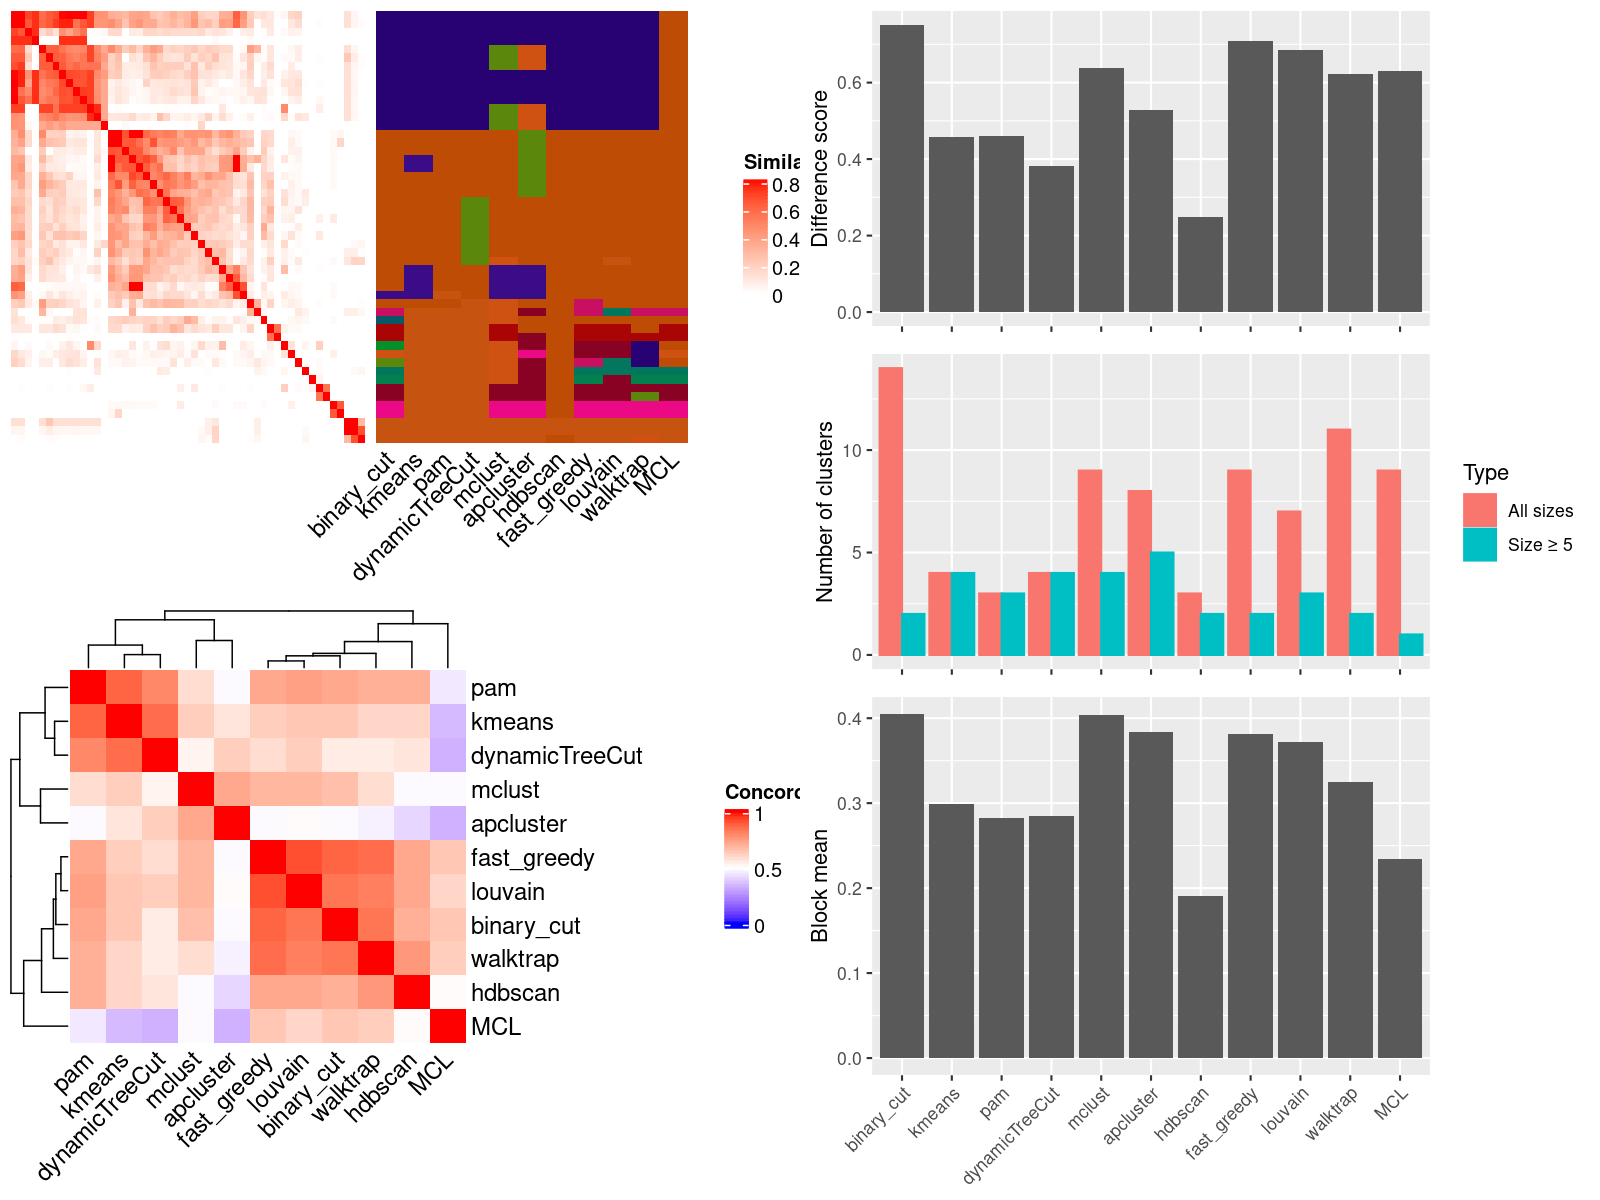 Simila
0.8
0.6
0.4
0.2
0
binary_cut
kmeans
pam
dynamicTreeCut
mclust
apcluster
hdbscan
fast_greedy
louvain
walktrap
MCL
Difference score
0.6
0.4
0.2
0.0
Number of clusters
10
5
0
Type
All sizes
Size ≥ 5
pam
kmeans
dynamicTreeCut
mclust
apcluster
fast_greedy
louvain
binary_cut
walktrap
hdbscan
MCL
pam
kmeans
dynamicTreeCut
mclust
apcluster
fast_greedy
louvain
binary_cut
walktrap
hdbscan
MCL
Concord
1
0.5
0
Block mean
0.4
0.3
0.2
0.1
0.0
binary_cut
kmeans
pam
dynamicTreeCut
mclust
apcluster
hdbscan
fast_greedy
louvain
walktrap
MCL